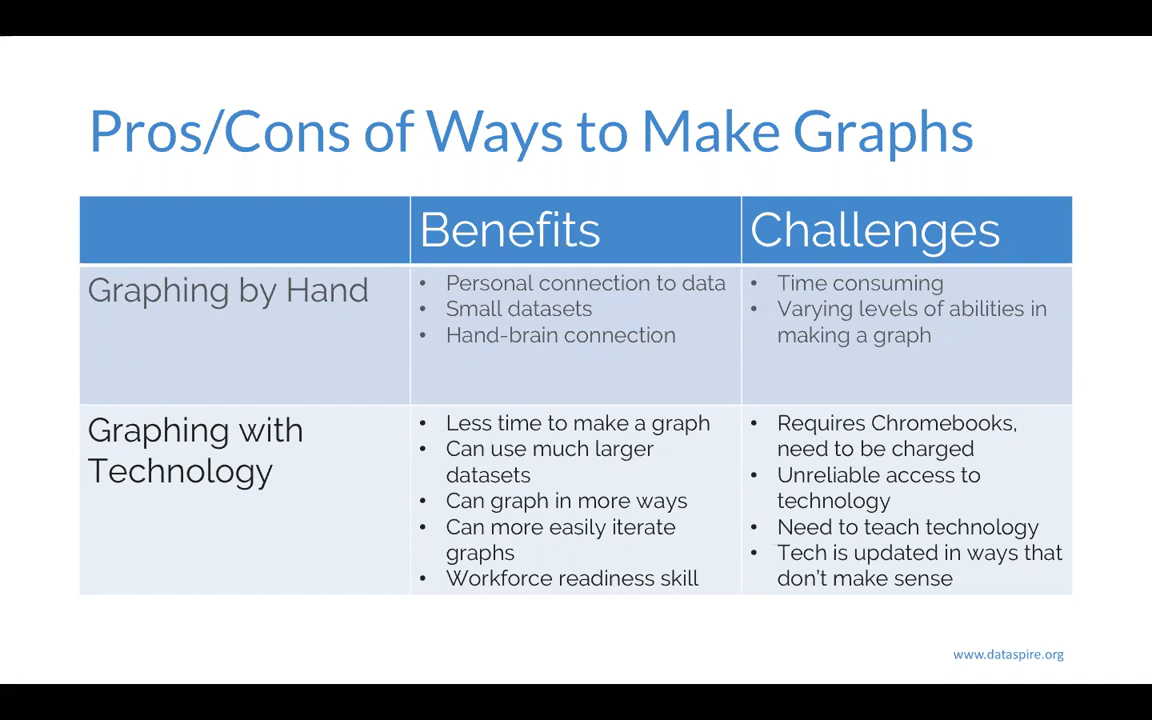 Pros/Cons of Ways to Make Graphs
Benefits
Challenges
Graphing by Hand
• Personal connection to data
• Small datasets
• Hand-brain connection
• Time consuming
• Varying levels of abilities in
making a graph
Graphing with
Technology
• Less time to make a graph
• Can use much larger
datasets
• Can graph in more ways
• Can more easily iterate
graphs
• Workforce readiness skill
• Requires Chromebooks,
need to be charged
• Unreliable access to
technology
• Need to teach technology
• Tech is updated in ways that
don't make sense
www.dataspire.org